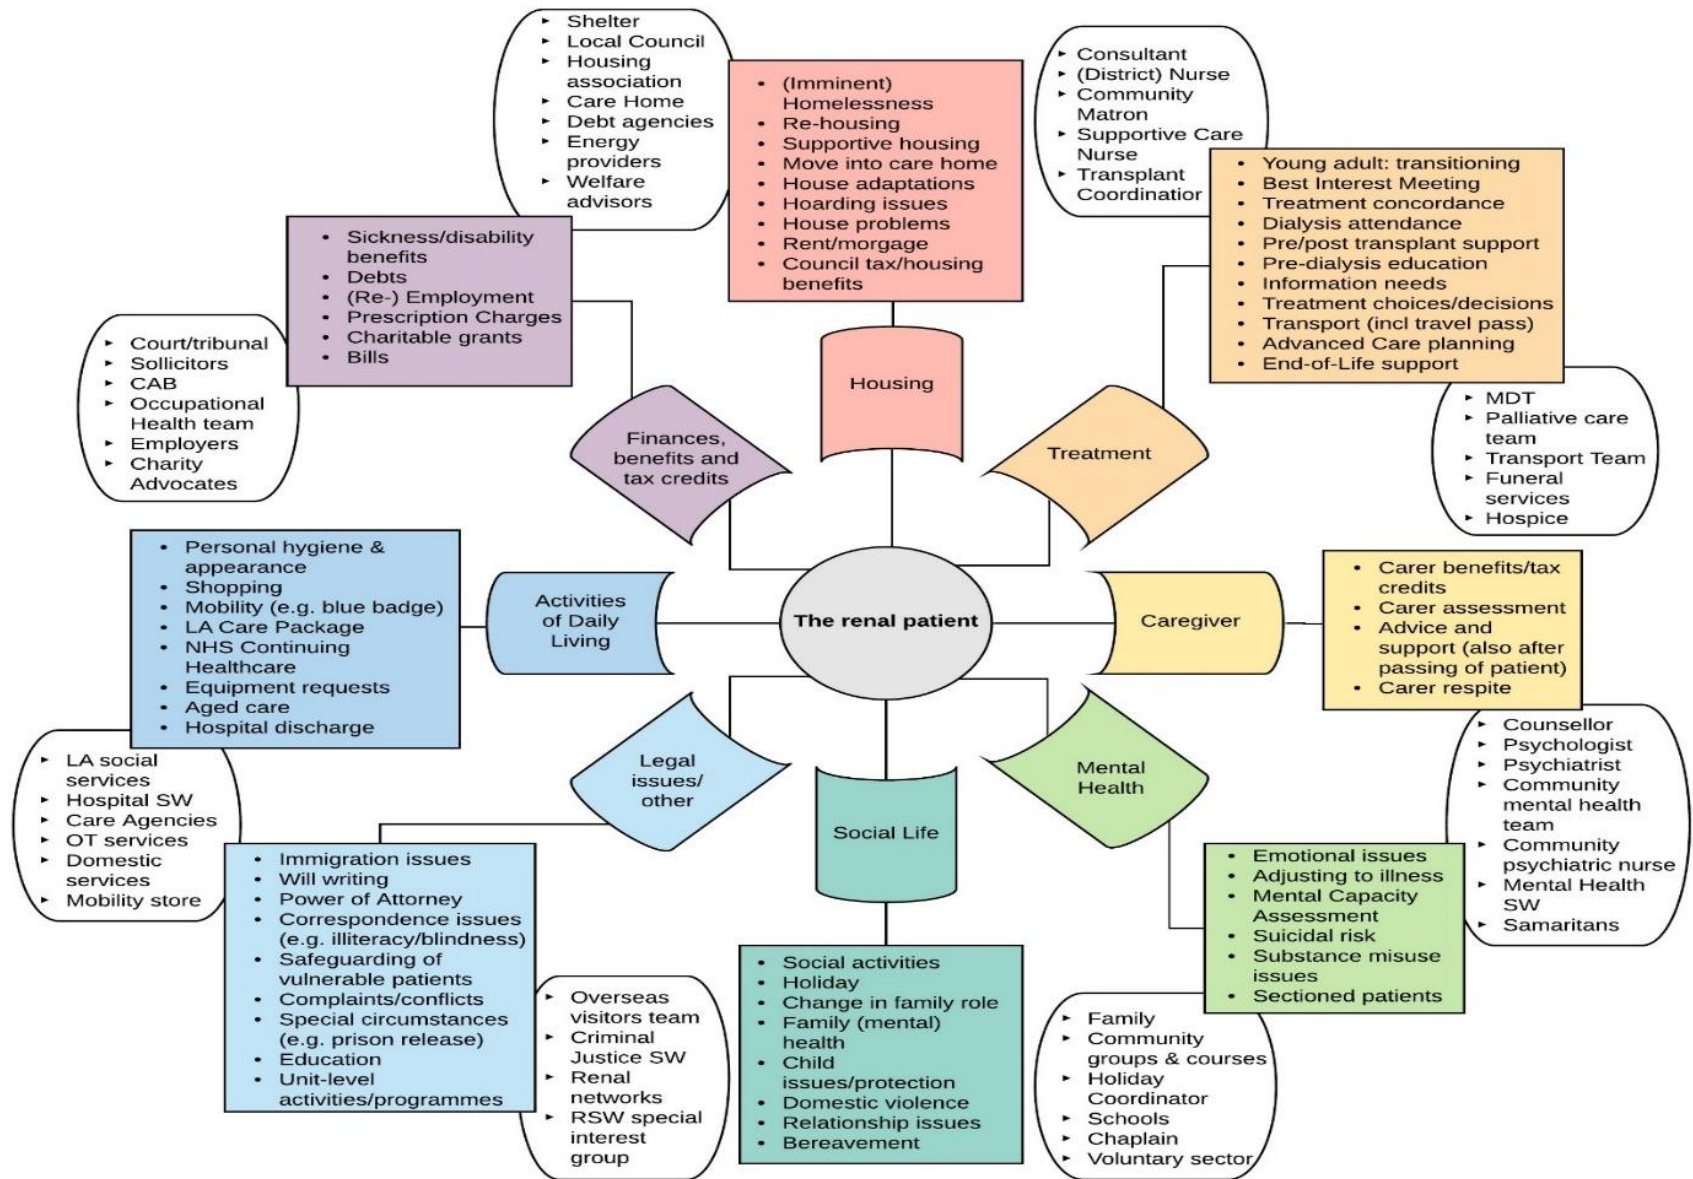 ► Shelter
► Local Council
► Housing
association
► Care Home
► Debt agencies
► Energy
providers
► Welfare
advisors
• (Imminent)
Homelessness
• Re-housing
• Supportive housing
• Move into care home
• House adaptations
• Hoarding issues
• House problems
• Rent/morgage
• Council tax/housing
benefits
► Consultant
► (District) Nurse
► Community
Matron
► Supportive Care
Nurse
► Transplant
Coordinatior
• Young adult: transitioning
• Best Interest Meeting
• Treatment concordance
• Dialysis attendance
• Pre/post transplant support
• Pre-dialysis education
• Information needs
• Treatment choices/decisions
• Transport (incl travel pass)
• Advanced Care planning
• End-of-Life support
• Sickness/disability
benefits
• Debts
• (Re-) Employment
• Prescription Charges
• Charitable grants
• Bills
► Court/tribunal
► Sollicitors
► CAB
► Occupational
Health team
► Employers
► Charity
Advocates
Finances,
benefits and
tax credits
Housing
Treatment
► MDT
► Palliative care
team
► Transport Team
► Funeral
services
► Hospice
• Personal hygiene &
appearance
• Shopping
• Mobility (e.g. blue badge)
• LA Care Package
• NHS Continuing
Healthcare
• Equipment requests
• Aged care
• Hospital discharge
Activities
of Daily
Living
The renal patient
Caregiver
• Carer benefits/tax
credits
• Carer assessment
• Advice and
support (also after
passing of patient)
• Carer respite
► LA social
services
► Hospital SW
► Care Agencies
► OT services
► Domestic
services
► Mobility store
Legal
issues/
other
Social Life
Mental
Health
► Counsellor
► Psychologist
► Psychiatrist
► Community
mental health
team
► Community
psychiatric nurse
► Mental Health
SW
► Samaritans
• Immigration issues
• Will writing
• Power of Attorney
• Correspondence issues
(e.g. illiteracy/blindness)
• Safeguarding of
vulnerable patients
• Complaints/conflicts
• Special circumstances
(e.g. prison release)
• Education
• Unit-level
activities/programmes
► Overseas
visitors team
► Criminal
Justice SW
► Renal
networks
► RSW special
interest
group
• Social activities
• Holiday
• Change in family role
• Family (mental)
health
• Child
issues/protection
• Domestic violence
• Relationship issues
• Bereavement
• Emotional issues
• Adjusting to illness
• Mental Capacity
Assessment
• Suicidal risk
• Substance misuse
issues
• Sectioned patients
► Family
► Community
groups & courses
► Holiday
Coordinator
► Schools
► Chaplain
► Voluntary sector